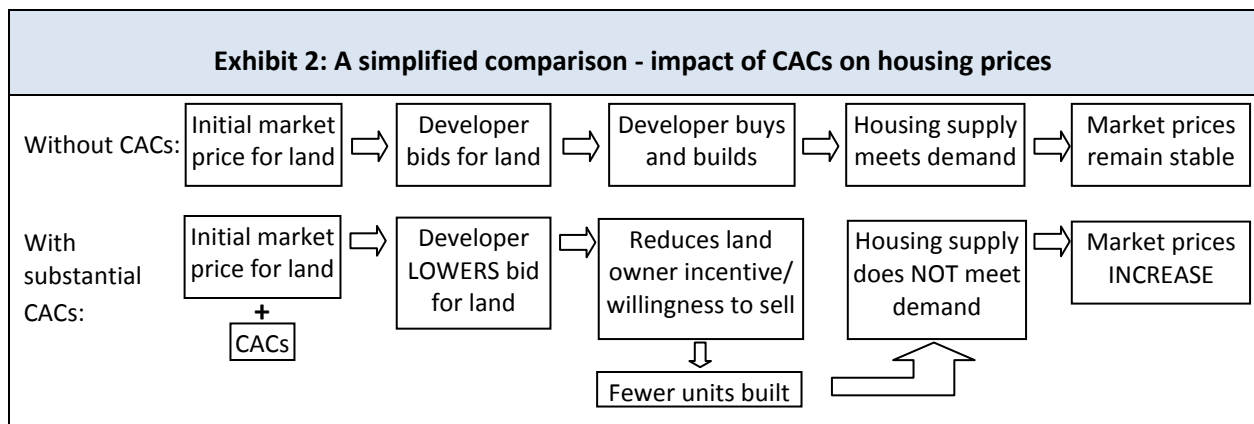 Exhibit 2: A simplified comparison - impact of CACs on housing prices
Without CACs:
Initial market
price for land
Developer
bids for land
Developer buys
and builds
Housing supply
meets demand
Market prices
remain stable
With
substantial
CACs:
Initial market
price for land
+
CACs
Developer
LOWERS bid
for land
Reduces land
owner incentive/
willingness to sell
Fewer units built
Housing supply
does NOT meet
demand
Market prices
INCREASE